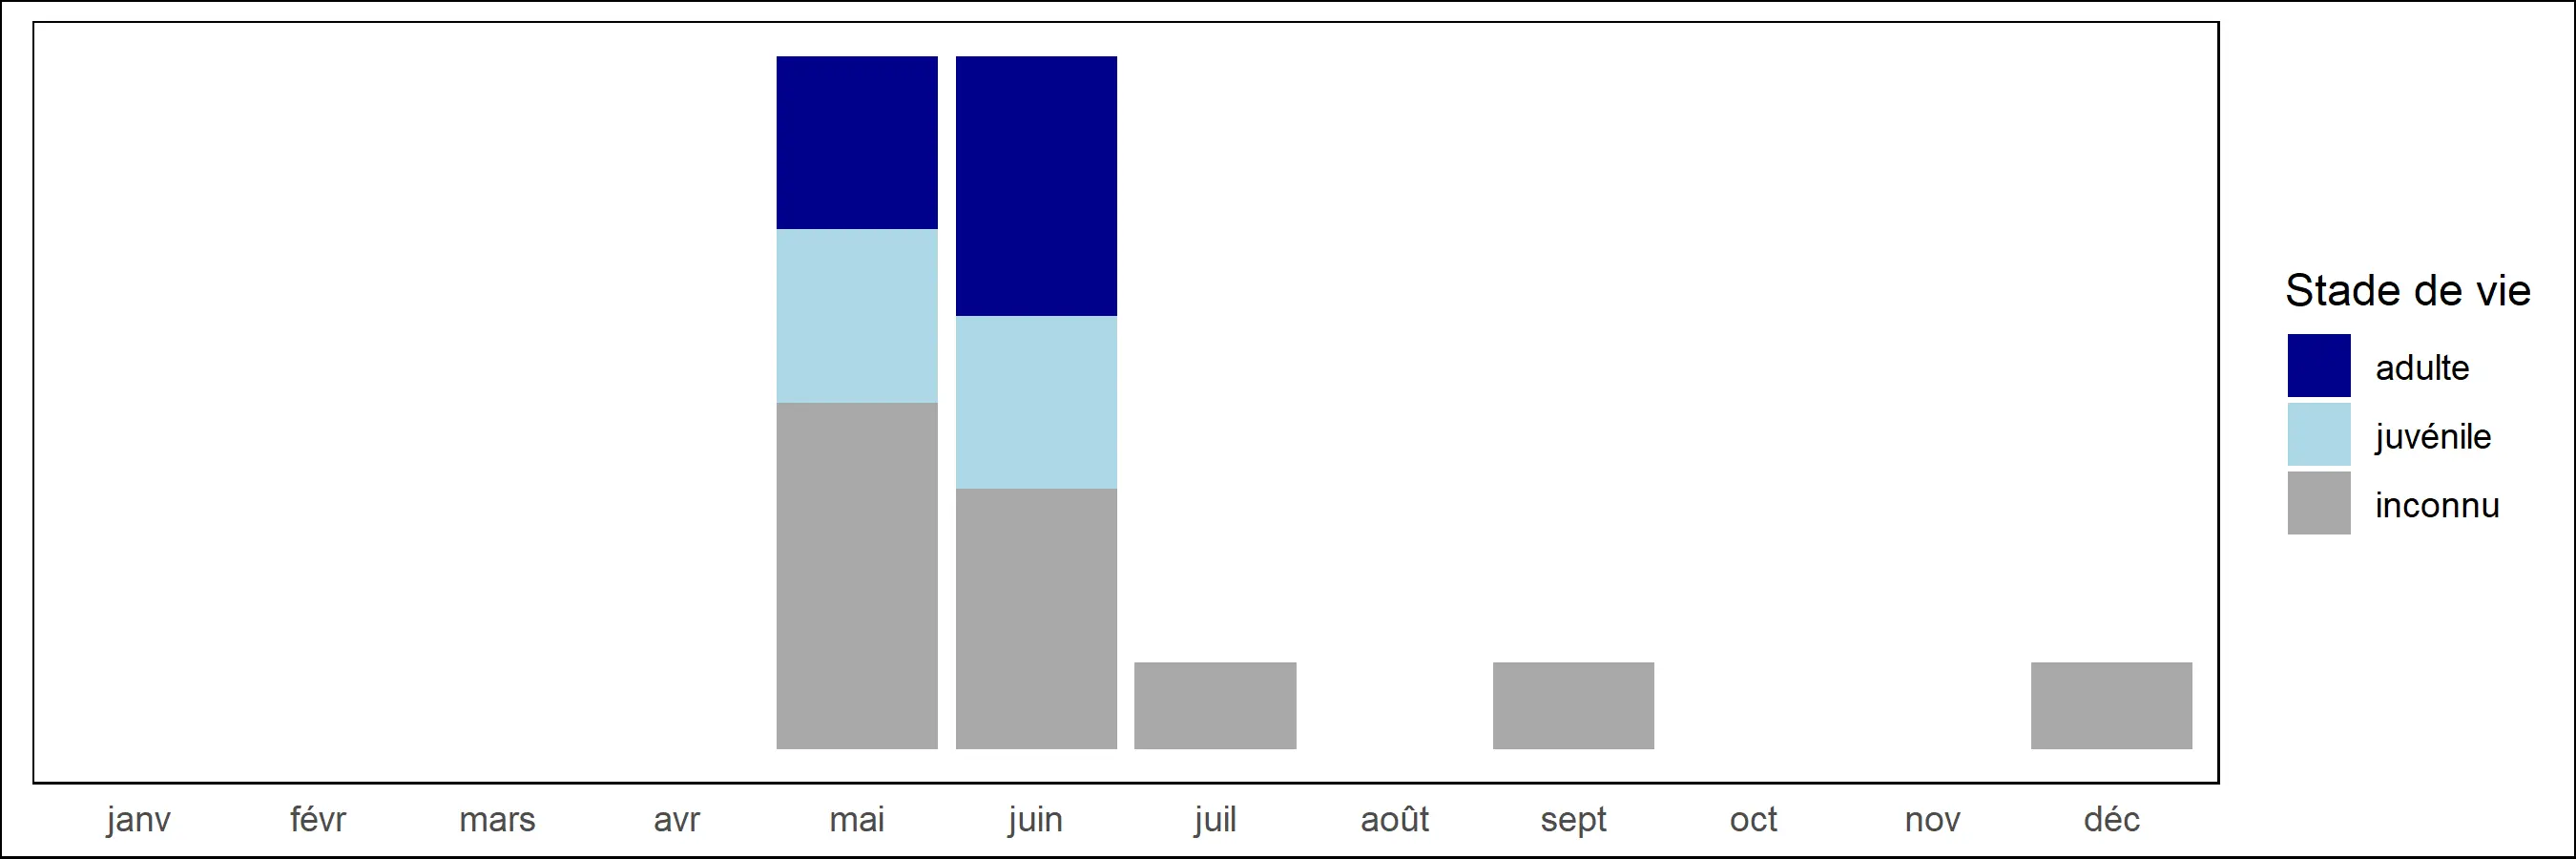 Stade de vie
adulte
juvénile
inconnu
janv févr mars avr mai juin juil août sept oct nov déc